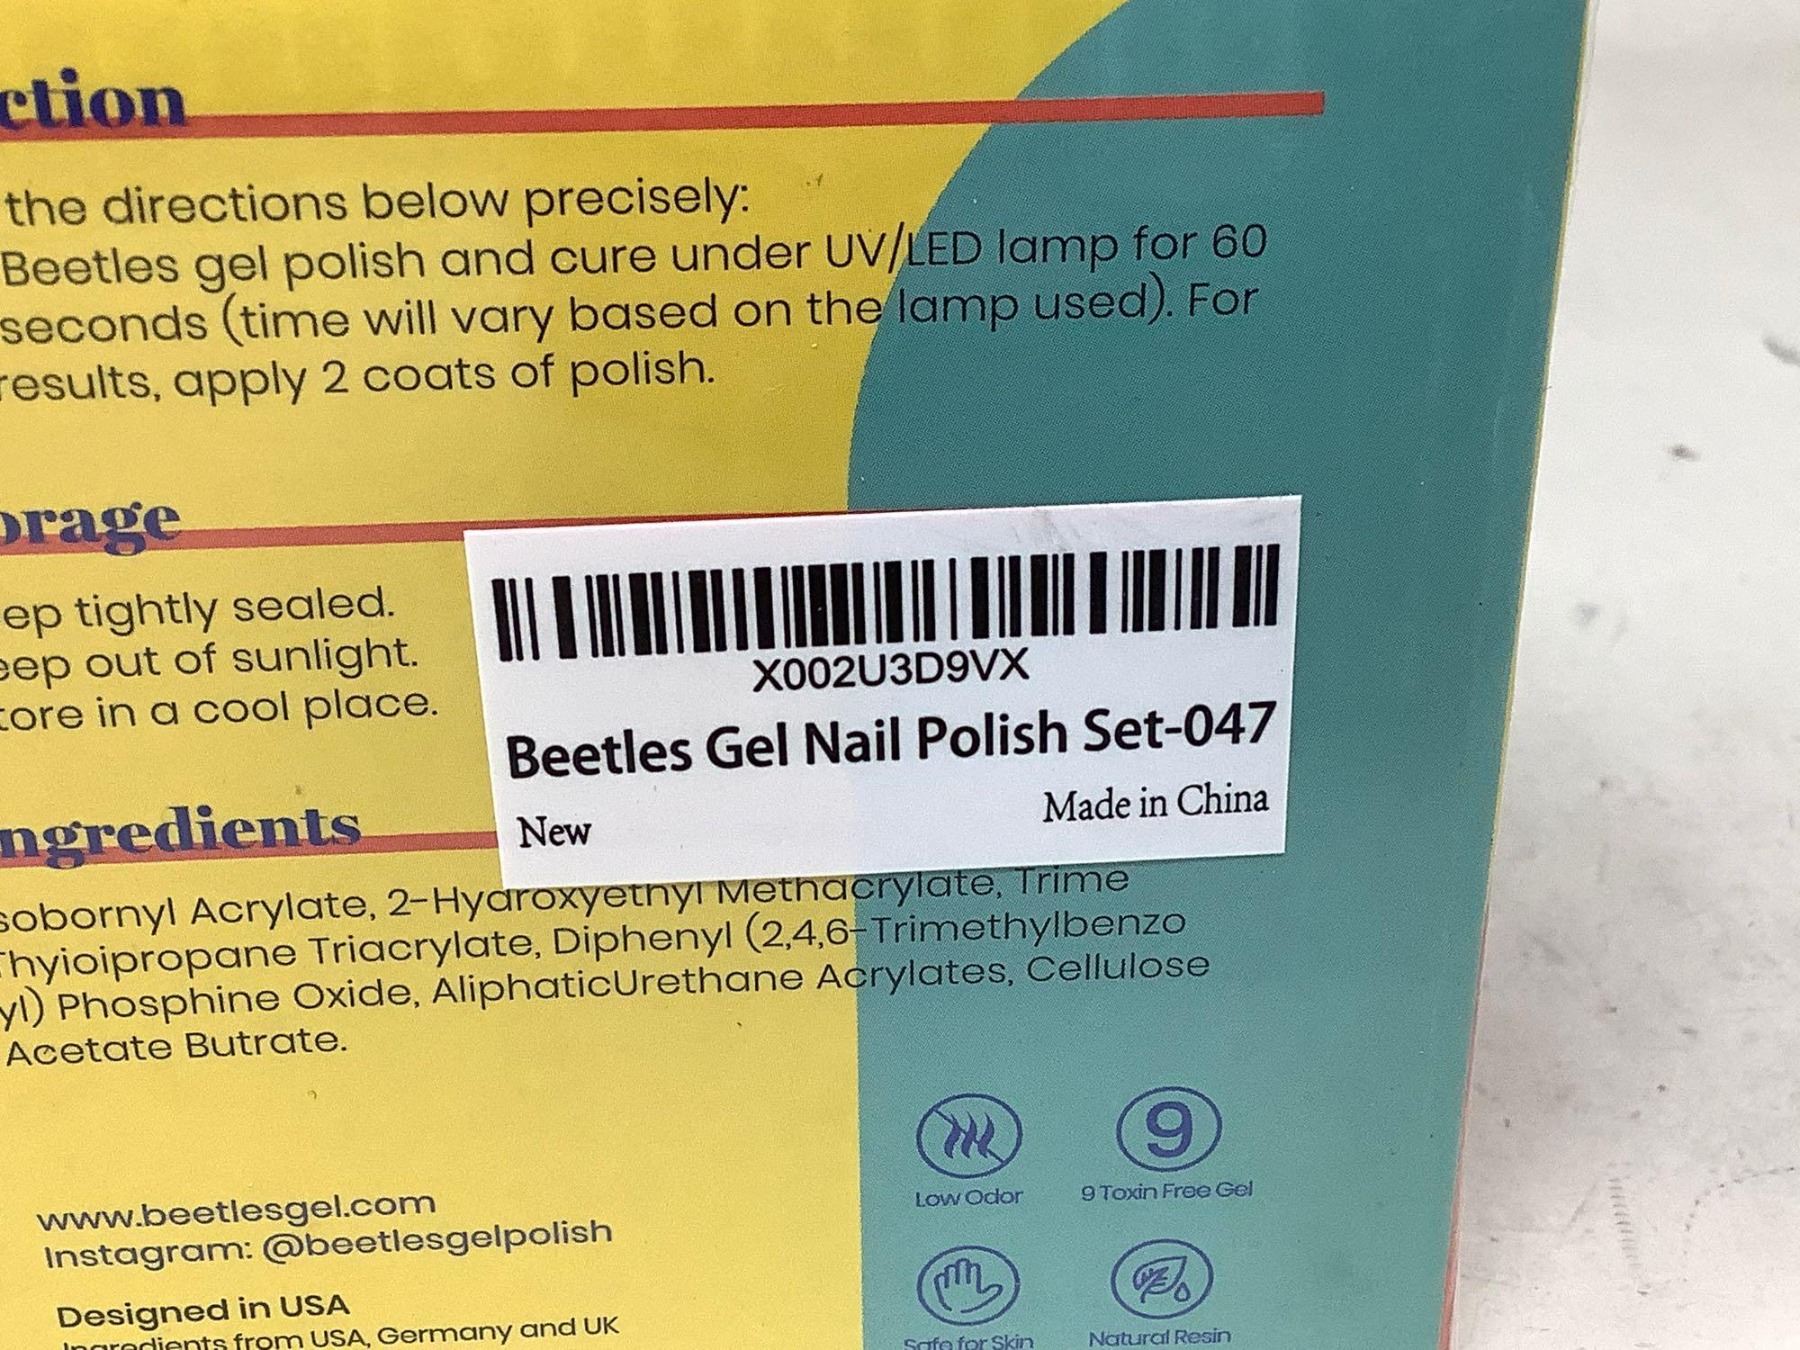 ction
the directions below precisely:
Beetles gel polish and cure under UV/LED lamp for 60
seconds (time will vary based on the lamp used). For
results, apply 2 coats of polish.
orage
ep tightly sealed.
eep out of sunlight.
tore in a cool place.
X002U3D9VX
Beetles Gel Nail Polish Set-047
New
Made in China
ngredients
sobornyl Acrylate, 2-Hydroxyethyl Methacrylate, Trime
Thyioipropane Triacrylate, Diphenyl (2,4,6-Trimethylbenzo
yl) Phosphine Oxide, AliphaticUrethane Acrylates, Cellulose
Acetate Butrate.
Low Odor
9
9 Toxin Free Gel
www.beetlesgel.com
Instagram: @beetlesgelpolish
Designed in USA
Ingredients from USA, Germany and UK
Safe for Skin
Natural Resin